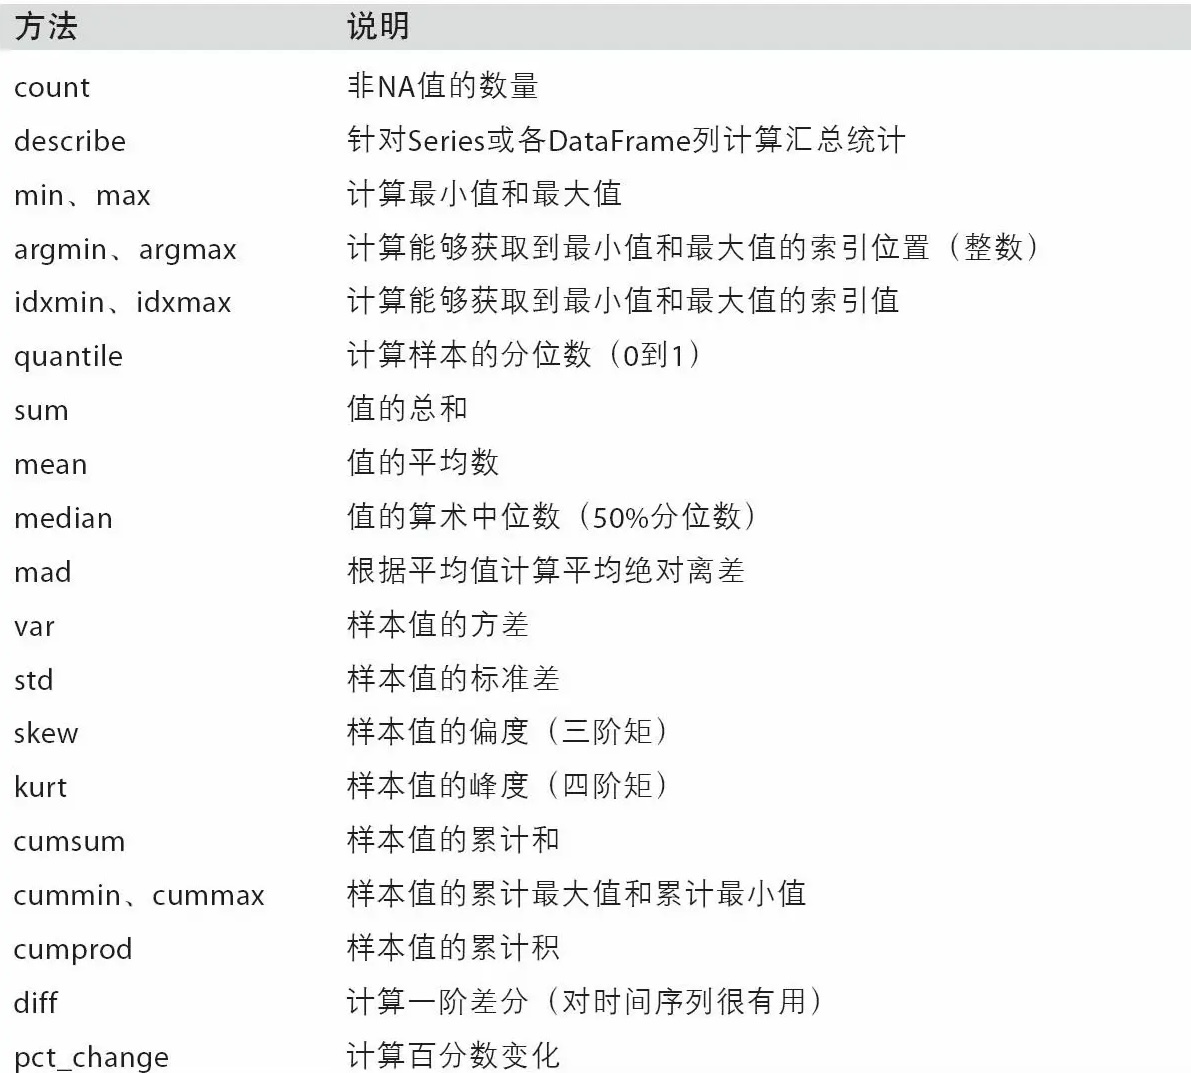 方法 说明
count 非NA值的数量
describe 针对Series或各DataFrame列计算汇总统计
min、max 计算最小值和最大值
argmin、argmax 计算能够获取到最小值和最大值的索引位置（整数）
idxmin、idxmax 计算能够获取到最小值和最大值的索引值
quantile 计算样本的分位数（0到1）
sum 值的总和
mean 值的平均数
median 值的算术中位数（50%分位数）
mad 根据平均值计算平均绝对离差
var 样本值的方差
std 样本值的标准差
skew 样本值的偏度（三阶矩）
kurt 样本值的峰度（四阶矩）
cumsum 样本值的累计和
cummin、cummax 样本值的累计最大值和累计最小值
cumprod 样本值的累计积
diff 计算一阶差分（对时间序列很有用）
pct_change 计算百分数变化